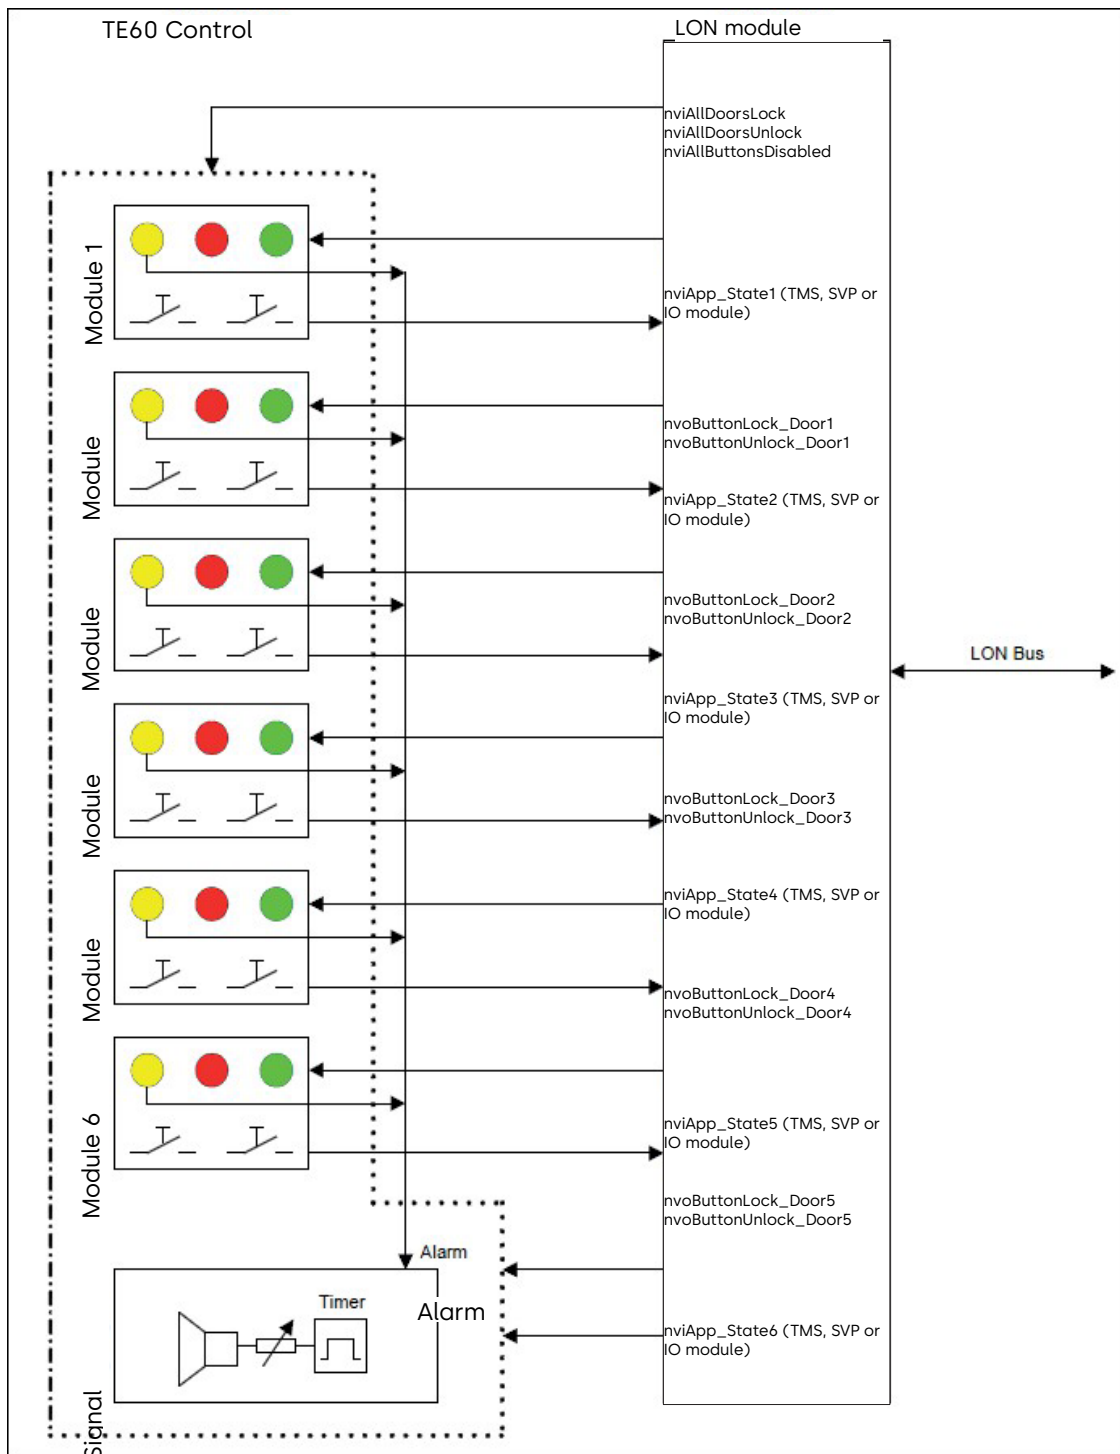 TE60 Control
LON module
nviAllDoorsLock
nviAllDoorsUnlock
nviAllButtonsDisabled
Module 1
nviApp_State1 (TMS, SVP or
IO module)
Module
nvoButtonLock_Door1
nvoButtonUnlock_Door1
nviApp_State2 (TMS, SVP or
IO module)
Module
nvoButtonLock_Door2
nvoButtonUnlock_Door2
LON Bus
nviApp_State3 (TMS, SVP or
IO module)
Module
nvoButtonLock_Door3
nvoButtonUnlock_Door3
nviApp_State4 (TMS, SVP or
IO module)
Module
nvoButtonLock_Door4
nvoButtonUnlock_Door4
Module 6
nviApp_State5 (TMS, SVP or
IO module)
nvoButtonLock_Door5
nvoButtonUnlock_Door5
Alarm
Timer
Alarm
nviApp_State6 (TMS, SVP or
IO module)
Signal